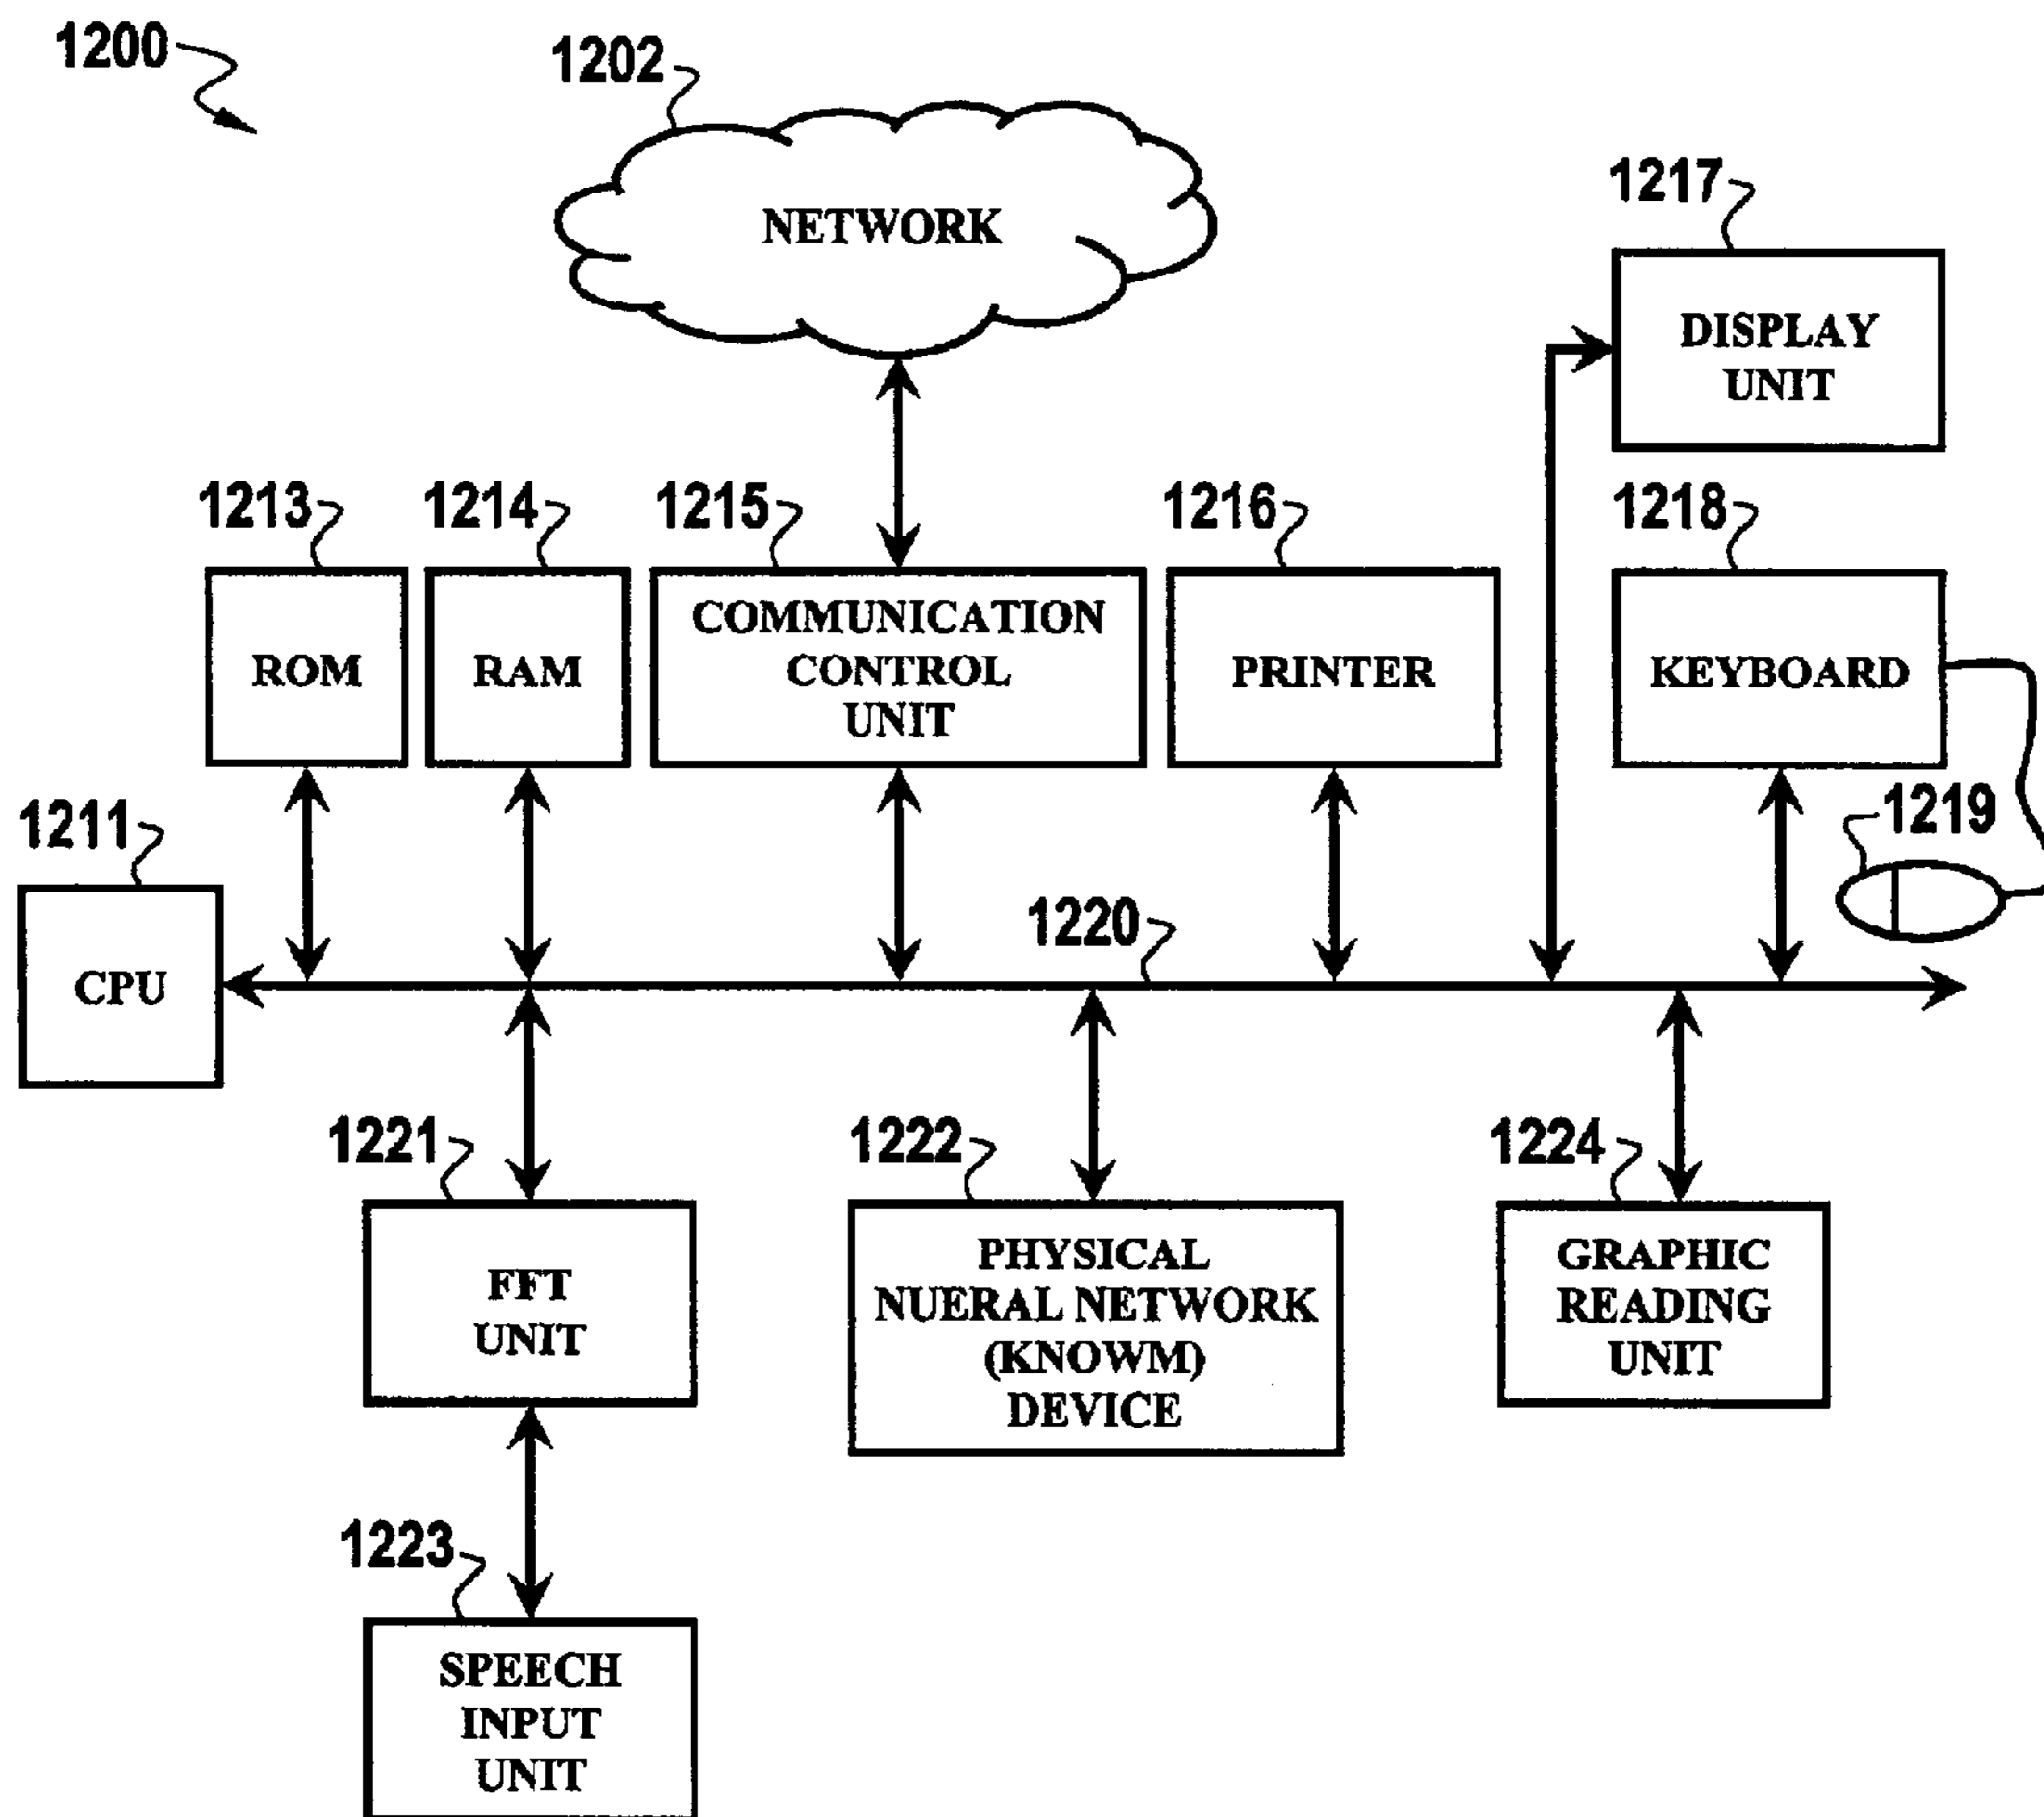 1200
1202
NETWORK
1217
DISPLAY
UNIT
1213
1214
1215
1216
1218
ROM
RAM
COMMUNICATION
CONTROL
UNIT
PRINTER
KEYBOARD
1211
1219
CPU
1220
1221
1222
1224
FFT
UNIT
PHYSICAL
NUERAL NETWORK
(KNOWM)
DEVICE
GRAPHIC
READING
UNIT
1223
SPEECH
INPUT
UNIT